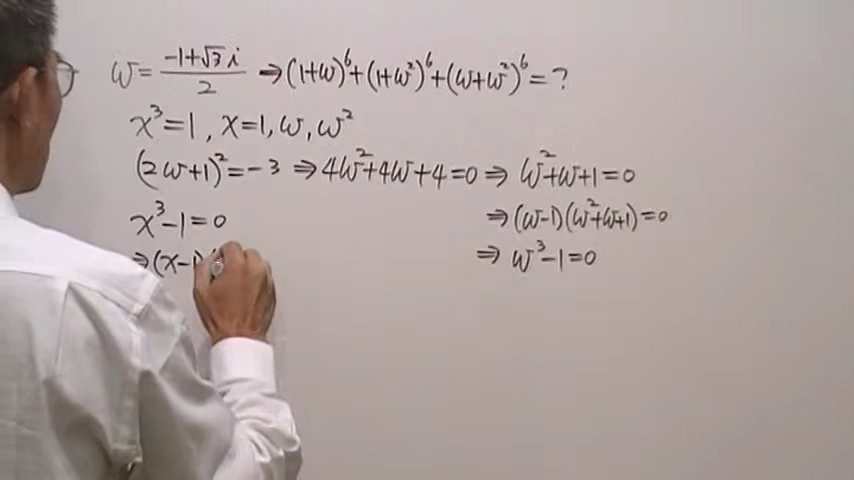 ω = (-1+√3 i)/2 ⇒ (1+ω)^6 + (1+ω^2)^6 + (ω+ω^2)^6 = ?
x^3 = 1 , x = 1, ω, ω^2
(2ω+1)^2 = -3 ⇒ 4ω^2+4ω+4 = 0 ⇒ ω^2+ω+1 = 0
x^3 - 1 = 0 ⇒ (ω-1)(ω^2+ω+1) = 0
⇒ (x-1)( ⇒ ω^3 - 1 = 0